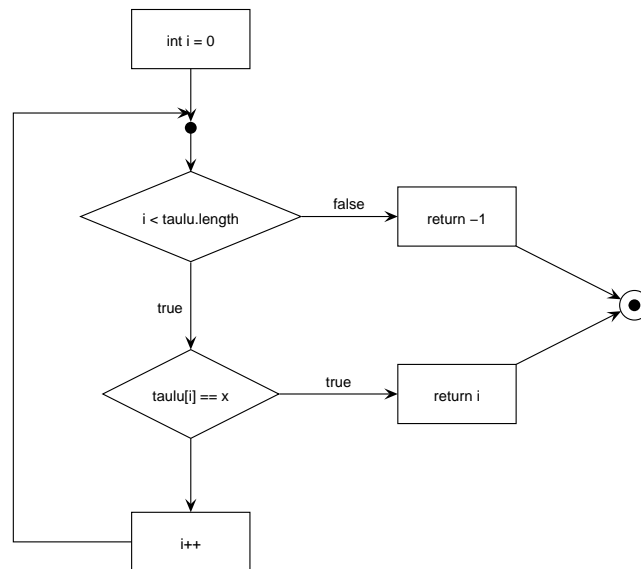 int i = 0
i < taulu.length
false
return −1
true
taulu[i] == x
true
return i
i++